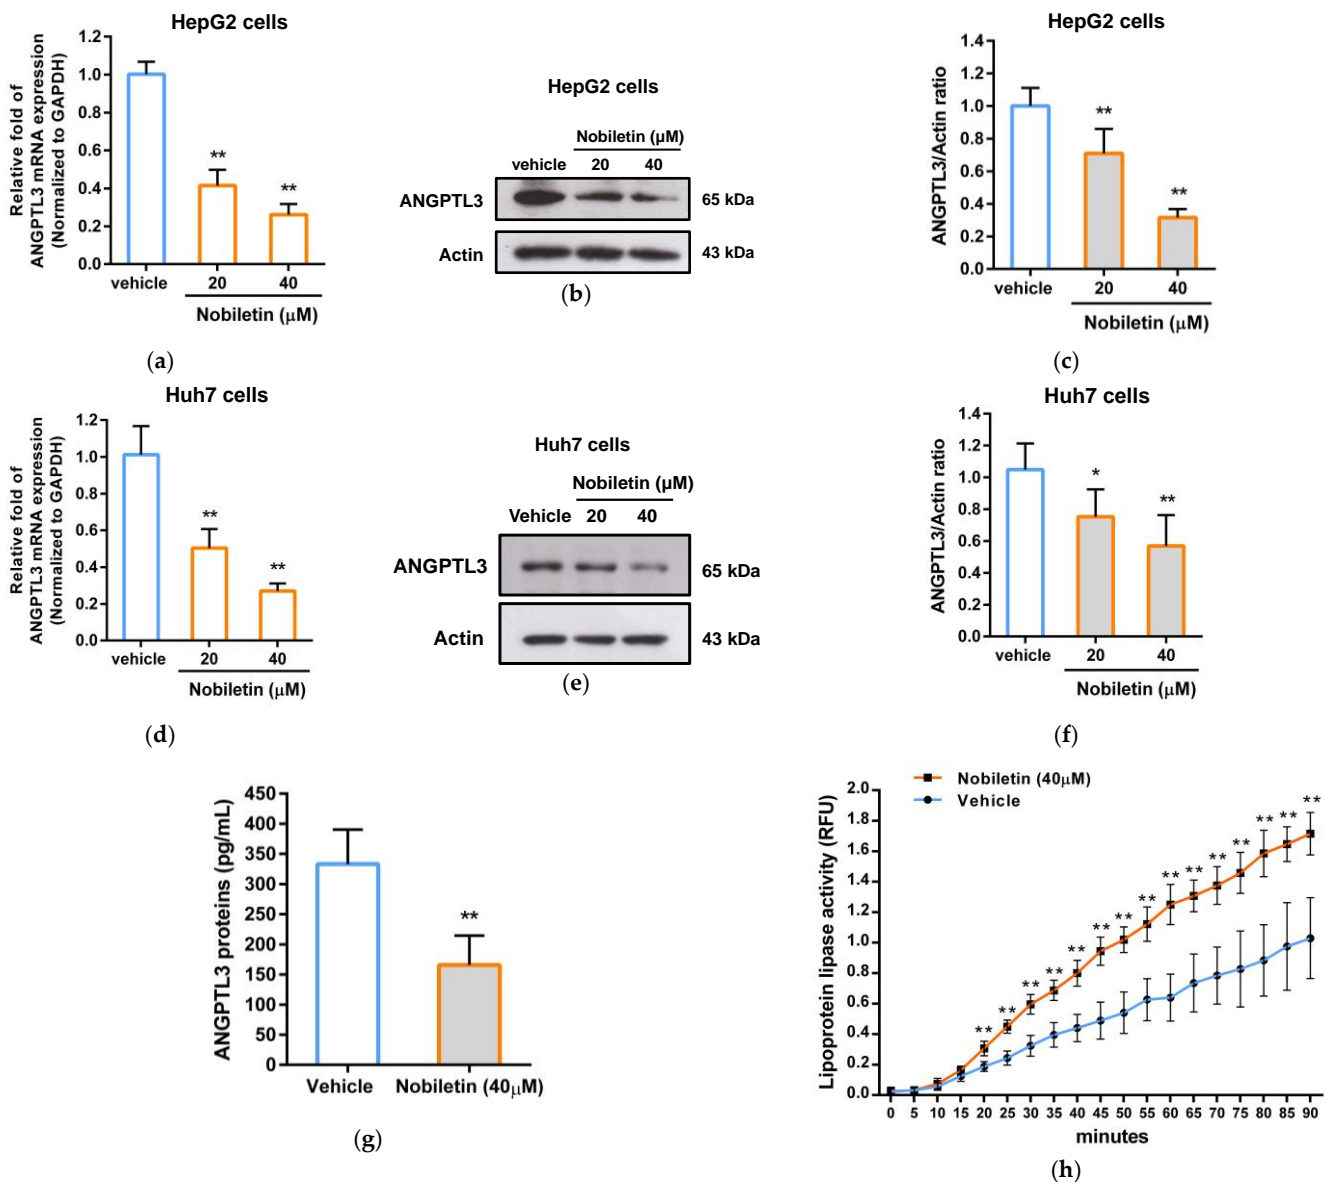 HepG2 cells
Relative fold of
ANGPTL3 mRNA expression
(Normalized to GAPDH)
1.2
1.0
0.8
0.6
0.4
0.2
0.0
**
**
vehicle
20
40
Nobiletin (μM)
(a)
HepG2 cells
Nobiletin (μM)
vehicle 20 40
ANGPTL3 65 kDa
Actin 43 kDa
(b)
HepG2 cells
ANGPTL3/Actin ratio
1.4
1.2
1.0
0.8
0.6
0.4
0.2
0.0
**
**
vehicle
20
40
Nobiletin (μM)
(c)
Huh7 cells
Relative fold of
ANGPTL3 mRNA expression
(Normalized to GAPDH)
1.2
1.0
0.8
0.6
0.4
0.2
0.0
**
**
vehicle
20
40
Nobiletin (μM)
(d)
Huh7 cells
Nobiletin (μM)
Vehicle 20 40
ANGPTL3 65 kDa
Actin 43 kDa
(e)
Huh7 cells
ANGPTL3/Actin ratio
1.4
1.2
1.0
0.8
0.6
0.4
0.2
0.0
*
**
vehicle
20
40
Nobiletin (μM)
(f)
ANGPTL3 proteins (pg/mL)
450
400
350
300
250
200
150
100
50
0
**
Vehicle Nobiletin (40μM)
(g)
Nobiletin (40μM)
Vehicle
Lipoprotein lipase activity (RFU)
2.0
1.8
1.6
1.4
1.2
1.0
0.8
0.6
0.4
0.2
0.0
** ** ** ** ** ** ** ** ** ** ** ** ** ** **
0 5 10 15 20 25 30 35 40 45 50 55 60 65 70 75 80 85 90
minutes
(h)